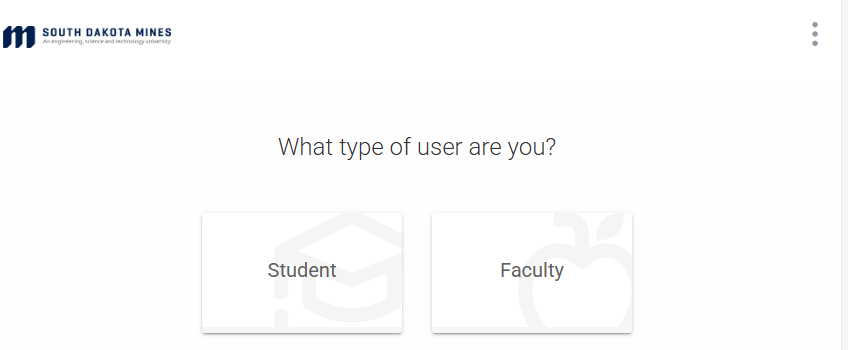 SOUTH DAKOTA MINES
An engineering, science and technology university
What type of user are you?
Student
Faculty